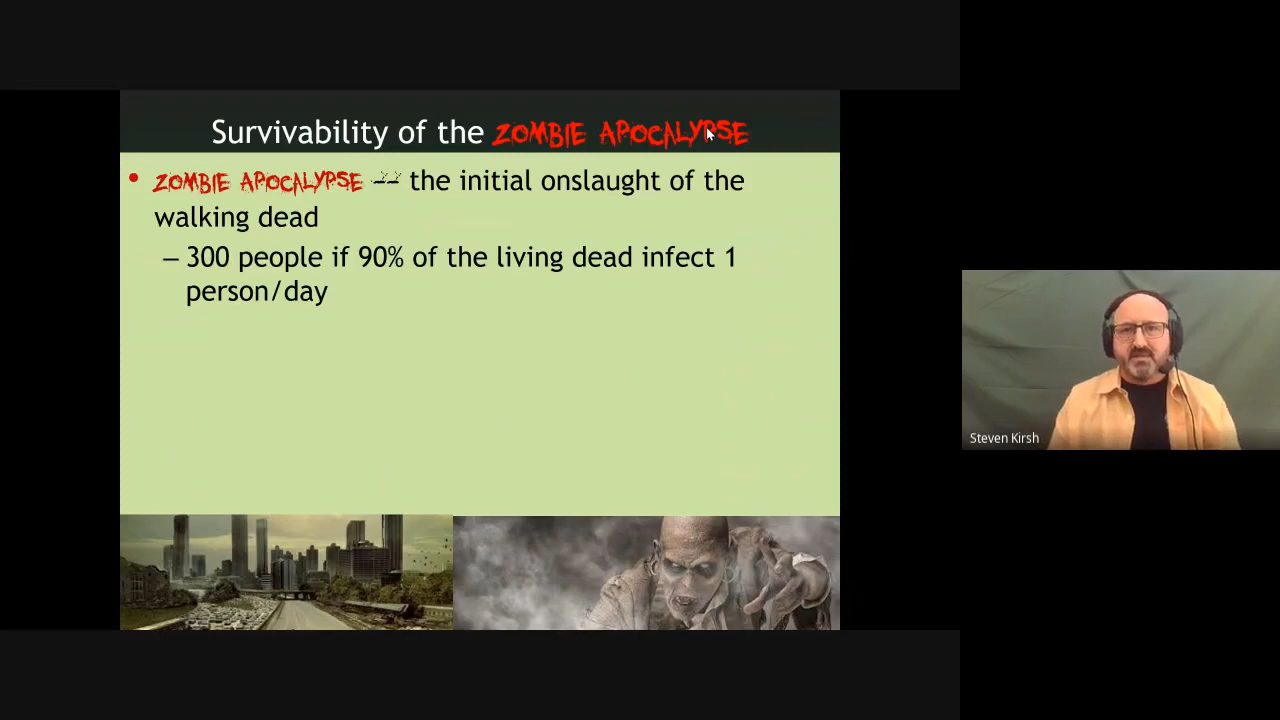 Survivability of the ZOMBIE APOCALYPSE
• ZOMBIE APOCALYPSE -- the initial onslaught of the
walking dead
– 300 people if 90% of the living dead infect 1
person/day
Steven Kirsh